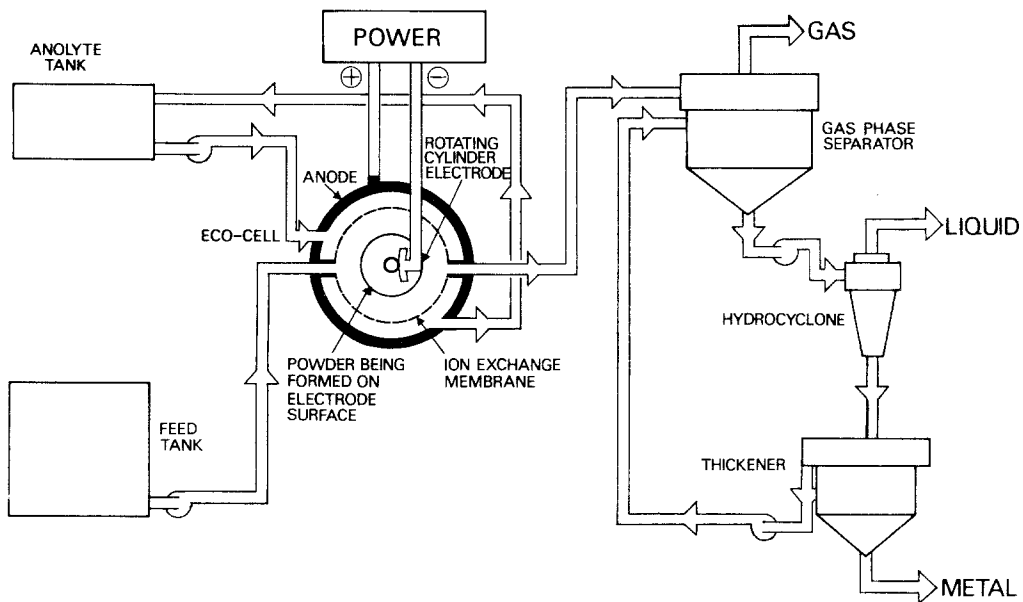 POWER
+
−
GAS
ANOLYTE
TANK
GAS PHASE
SEPARATOR
ROTATING
CYLINDER
ELECTRODE
ANODE
ECO-CELL
LIQUID
HYDROCYCLONE
POWDER BEING
FORMED ON
ELECTRODE
SURFACE
ION EXCHANGE
MEMBRANE
FEED
TANK
THICKENER
METAL